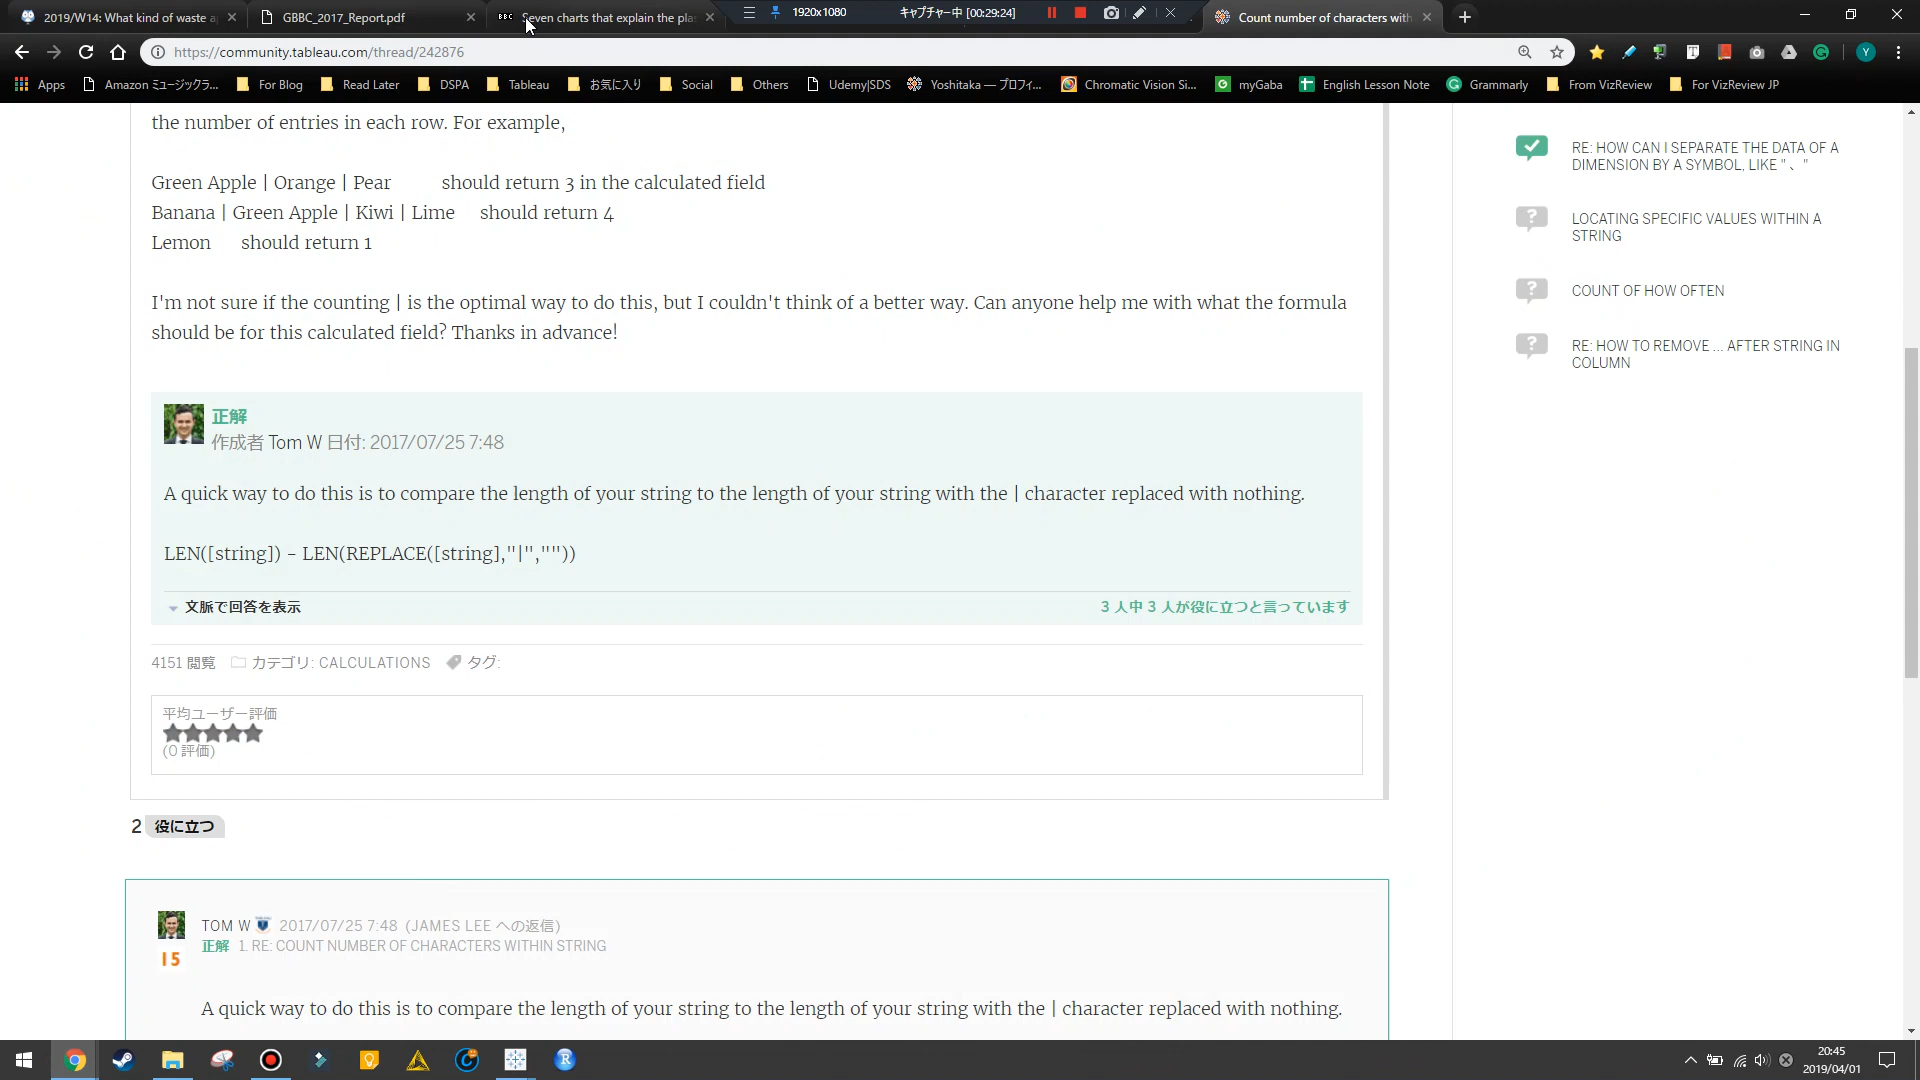 2019/W14: What kind of waste a
GBBC_2017_Report.pdf
BBC Seven charts that explain the pla
1920x1080
キャプチャー中 [00:29:24]
Count number of characters with
https://community.tableau.com/thread/242876
Apps
Amazon ミュージックラ...
For Blog
Read Later
DSPA
Tableau
お気に入り
Social
Others
Udemy|SDS
Yoshitaka — プロフィ...
Chromatic Vision Si...
myGaba
English Lesson Note
Grammarly
From VizReview
For VizReview JP
the number of entries in each row. For example,
Green Apple | Orange | Pear should return 3 in the calculated field
Banana | Green Apple | Kiwi | Lime should return 4
Lemon should return 1
I'm not sure if the counting | is the optimal way to do this, but I couldn't think of a better way. Can anyone help me with what the formula
should be for this calculated field? Thanks in advance!
正解
作成者 Tom W 日付: 2017/07/25 7:48
A quick way to do this is to compare the length of your string to the length of your string with the | character replaced with nothing.
LEN([string]) - LEN(REPLACE([string],"|",""))
文脈で回答を表示
3 人中 3 人が役に立つと言っています
4151 閲覧 カテゴリ: CALCULATIONS タグ:
平均ユーザー評価
(0 評価)
2 役に立つ
TOM W 2017/07/25 7:48 (JAMES LEE への返信)
正解 1. RE: COUNT NUMBER OF CHARACTERS WITHIN STRING
15
A quick way to do this is to compare the length of your string to the length of your string with the | character replaced with nothing.
RE: HOW CAN I SEPARATE THE DATA OF A
DIMENSION BY A SYMBOL, LIKE "、"
LOCATING SPECIFIC VALUES WITHIN A
STRING
COUNT OF HOW OFTEN
RE: HOW TO REMOVE ... AFTER STRING IN
COLUMN
20:45
2019/04/01